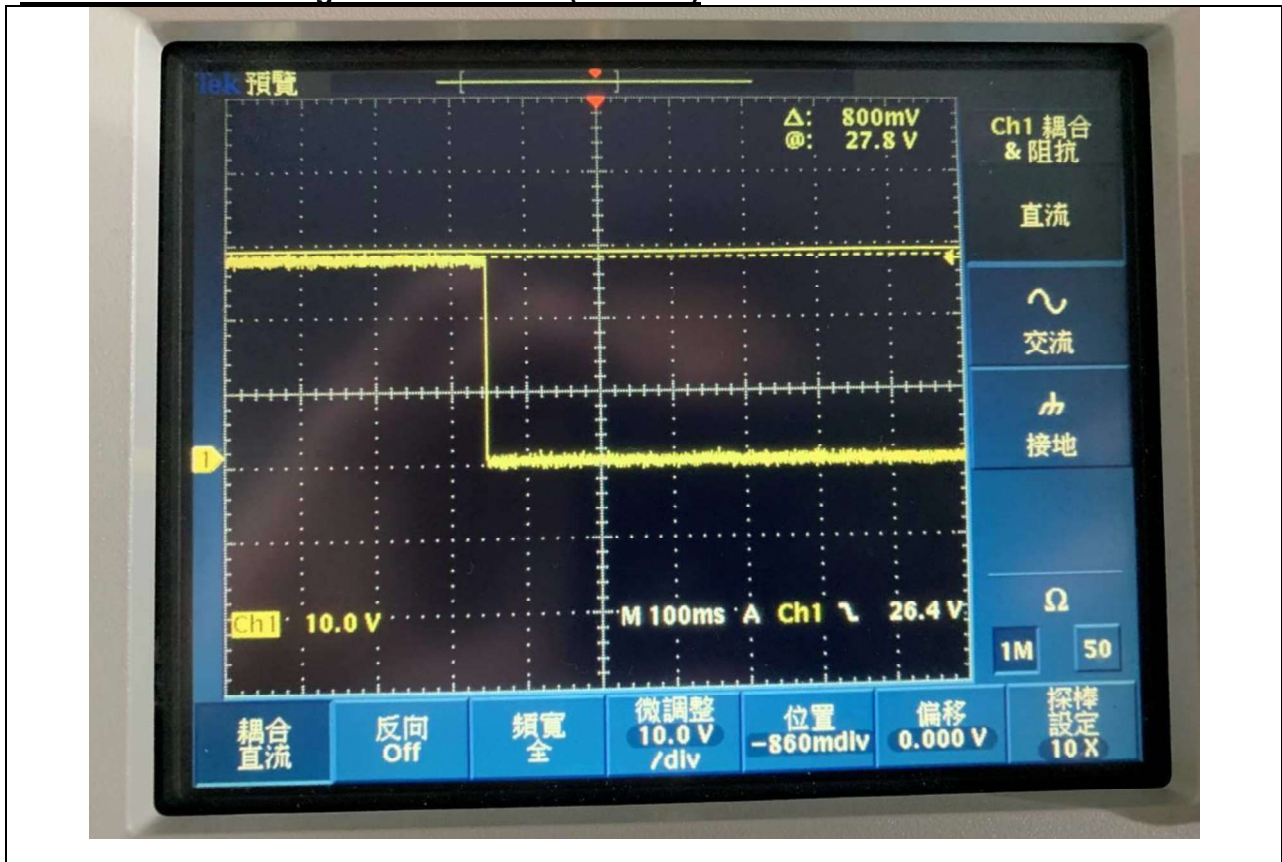 Tek 預覽
Δ: 800mV
@: 27.8 V
Ch1 耦合
& 阻抗
直流
交流
接地
1
Ch1 10.0 V
M 100ms A Ch1 26.4 V
Ω
1M 50
耦合
直流
反向
Off
頻寬
全
微調整
10.0 V
/div
位置
-860mdiv
偏移
0.000 V
探棒
設定
10 X